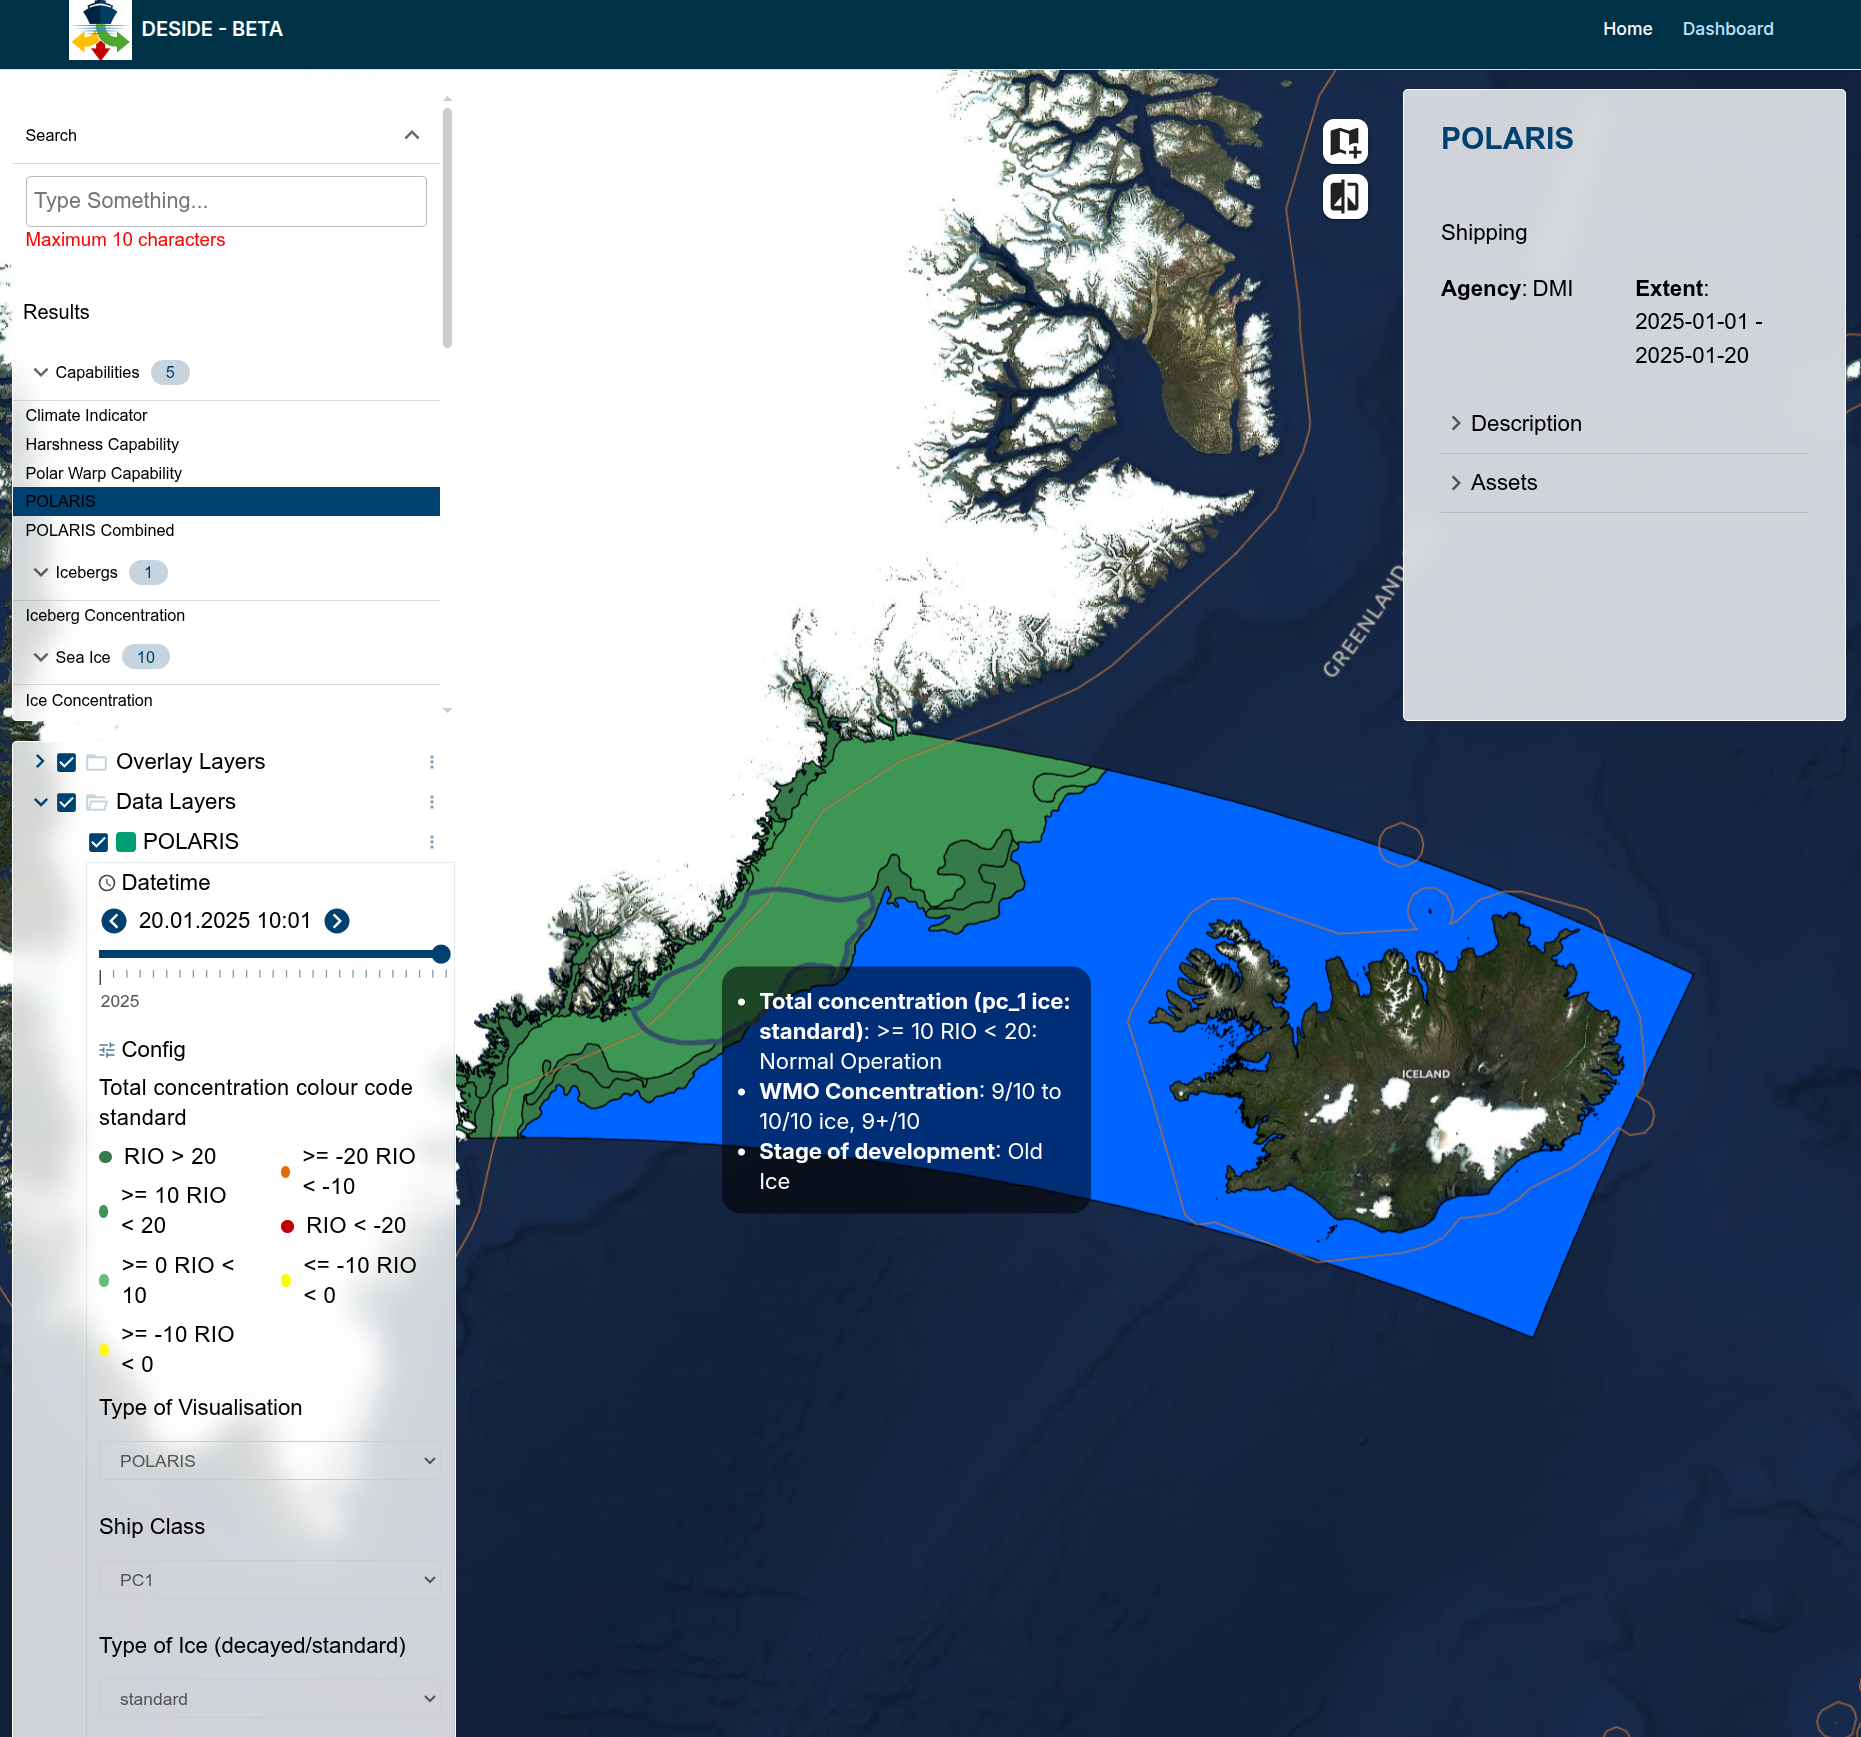 DESIDE - BETA
Home
Dashboard
Search
Type Something...
Maximum 10 characters
Results
Capabilities 5
Climate Indicator
Harshness Capability
Polar Warp Capability
POLARIS
POLARIS Combined
Icebergs 1
Iceberg Concentration
Sea Ice 10
Ice Concentration
Overlay Layers
Data Layers
POLARIS
Datetime
20.01.2025 10:01
2025
Config
Total concentration colour code
standard
RIO > 20
>= 10 RIO
< 20
>= 0 RIO <
10
>= -10 RIO
< 0
>= -20 RIO
< -10
RIO < -20
<= -10 RIO
< 0
Type of Visualisation
POLARIS
Ship Class
PC1
Type of Ice (decayed/standard)
standard
Total concentration (pc_1 ice:
standard): >= 10 RIO < 20:
Normal Operation
WMO Concentration: 9/10 to
10/10 ice, 9+/10
Stage of development: Old
Ice
GREENLAND
ICELAND
POLARIS
Shipping
Agency: DMI
Extent:
2025-01-01 -
2025-01-20
Description
Assets